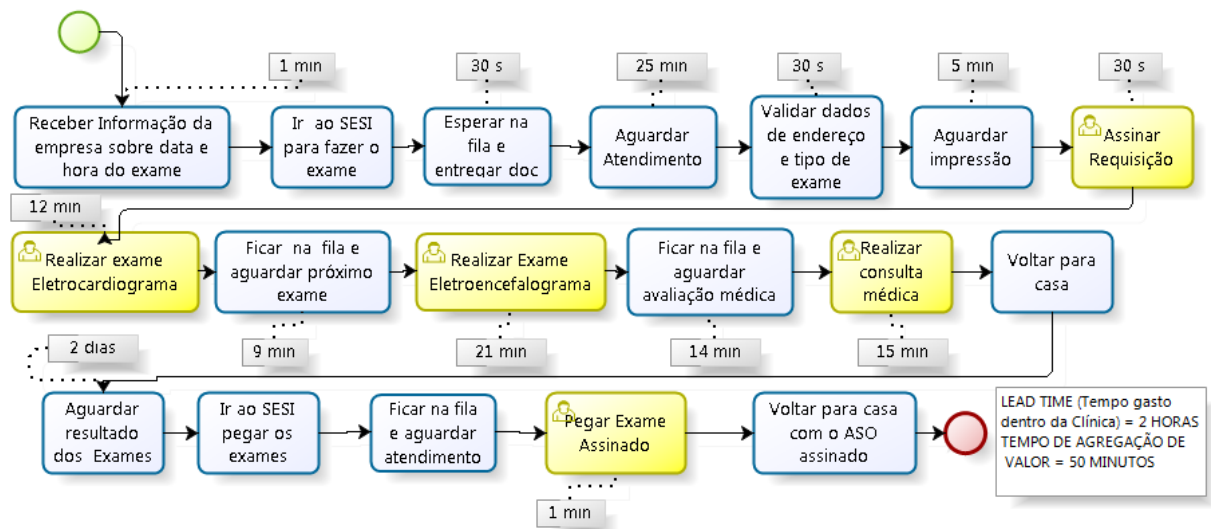 1 min
30 s
25 min
30 s
5 min
30 s
Receber Informação da
empresa sobre data e
hora do exame
Ir ao SESI
para fazer o
exame
Esperar na
fila e
entregar doc
Aguardar
Atendimento
Validar dados
de endereço
e tipo de
exame
Aguardar
impressão
Assinar
Requisição
12 min
Realizar exame
Eletrocardiograma
Ficar na fila e
aguardar próximo
exame
Realizar Exame
Eletroencefalograma
Ficar na fila e
aguardar
avaliação médica
Realizar
consulta
médica
Voltar para
casa
9 min
21 min
14 min
15 min
2 dias
Aguardar
resultado
dos Exames
Ir ao SESI
pegar os
exames
Ficar na fila
e aguardar
atendimento
Pegar Exame
Assinado
Voltar para casa
com o ASO
assinado
LEAD TIME (Tempo gasto
dentro da Clínica) = 2 HORAS
TEMPO DE AGREGAÇÃO DE
VALOR = 50 MINUTOS
1 min